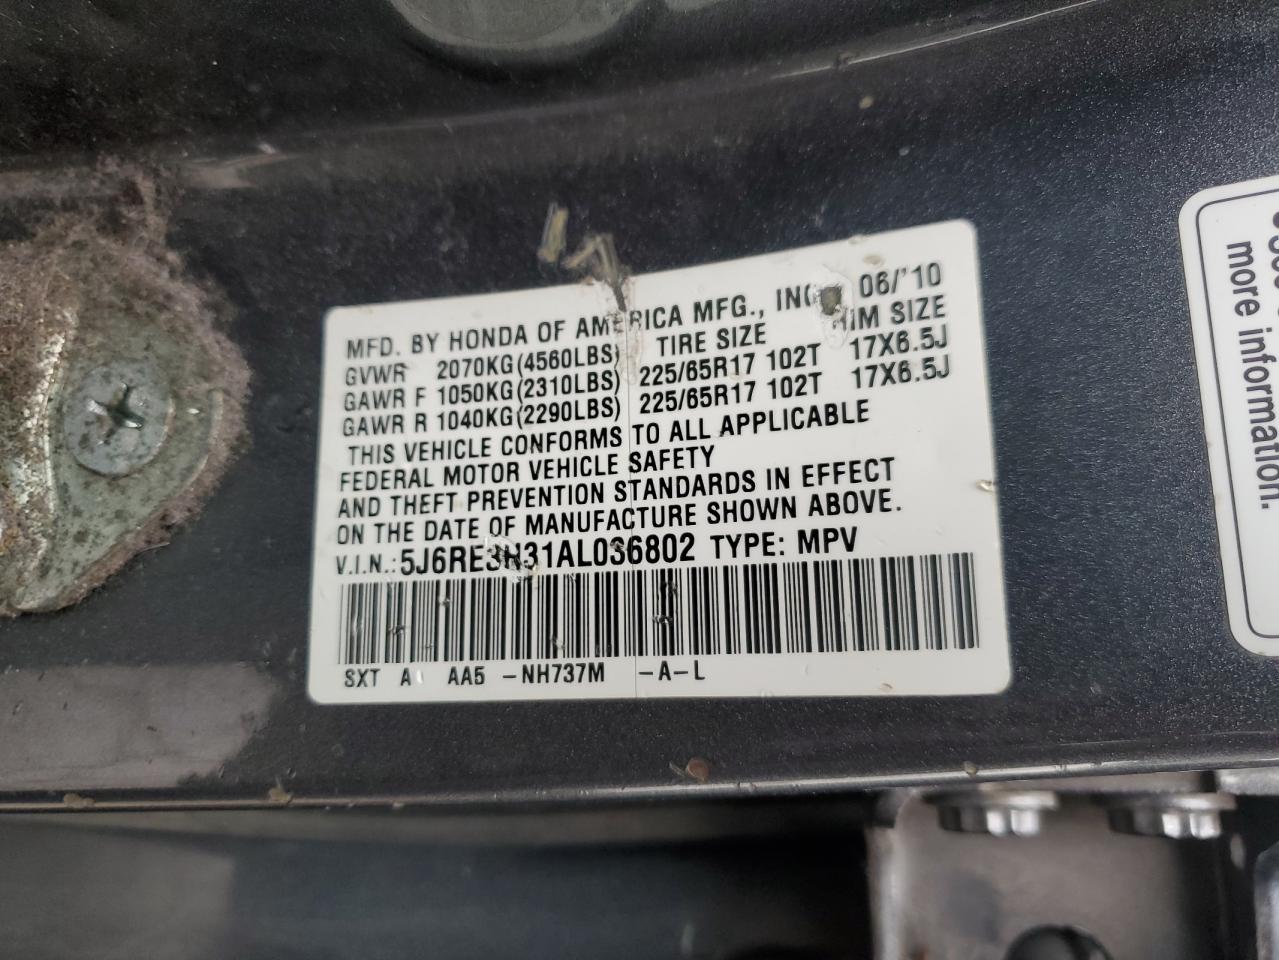 MFD. BY HONDA OF AMERICA MFG., INC. 06/'10
GVWR 2070KG(4560LBS) TIRE SIZE RIM SIZE
GAWR F 1050KG(2310LBS) 225/65R17 102T 17X6.5J
GAWR R 1040KG(2290LBS) 225/65R17 102T 17X6.5J
THIS VEHICLE CONFORMS TO ALL APPLICABLE
FEDERAL MOTOR VEHICLE SAFETY
AND THEFT PREVENTION STANDARDS IN EFFECT
ON THE DATE OF MANUFACTURE SHOWN ABOVE.
V.I.N.: 5J6RE3H31AL036802 TYPE: MPV
SXT A AA5 -NH737M -A-L
more information.